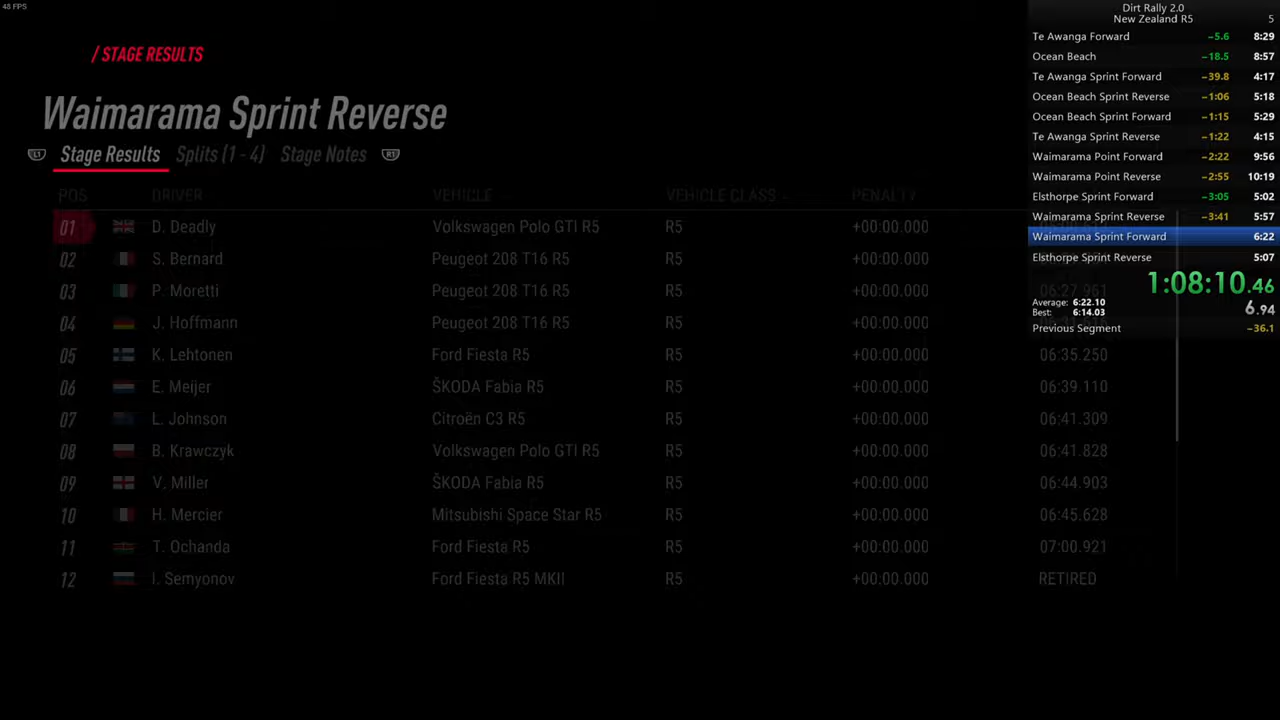 48 FPS
/ STAGE RESULTS
Waimarama Sprint Reverse
L1 Stage Results Splits (1 - 4) Stage Notes R1
POS DRIVER VEHICLE VEHICLE CLASS PENALTY
01 D. Deadly Volkswagen Polo GTI R5 R5 +00:00.000
02 S. Bernard Peugeot 208 T16 R5 R5 +00:00.000
03 P. Moretti Peugeot 208 T16 R5 R5 +00:00.000 06:27.961
04 J. Hoffmann Peugeot 208 T16 R5 R5 +00:00.000
05 K. Lehtonen Ford Fiesta R5 R5 +00:00.000 06:35.250
06 E. Meijer ŠKODA Fabia R5 R5 +00:00.000 06:39.110
07 L. Johnson Citroën C3 R5 R5 +00:00.000 06:41.309
08 B. Krawczyk Volkswagen Polo GTI R5 R5 +00:00.000 06:41.828
09 V. Miller ŠKODA Fabia R5 R5 +00:00.000 06:44.903
10 H. Mercier Mitsubishi Space Star R5 R5 +00:00.000 06:45.628
11 T. Ochanda Ford Fiesta R5 R5 +00:00.000 07:00.921
12 I. Semyonov Ford Fiesta R5 MKII R5 +00:00.000 RETIRED
Dirt Rally 2.0
New Zealand R5 5
Te Awanga Forward −5.6 8:29
Ocean Beach −18.5 8:57
Te Awanga Sprint Forward −39.8 4:17
Ocean Beach Sprint Reverse −1:06 5:18
Ocean Beach Sprint Forward −1:15 5:29
Te Awanga Sprint Reverse −1:22 4:15
Waimarama Point Forward −2:22 9:56
Waimarama Point Reverse −2:55 10:19
Elsthorpe Sprint Forward −3:05 5:02
Waimarama Sprint Reverse −3:41 5:57
Waimarama Sprint Forward 6:22
Elsthorpe Sprint Reverse 5:07
1:08:10.46
Average: 6:22.10
Best: 6:14.03
6.94
Previous Segment −36.1